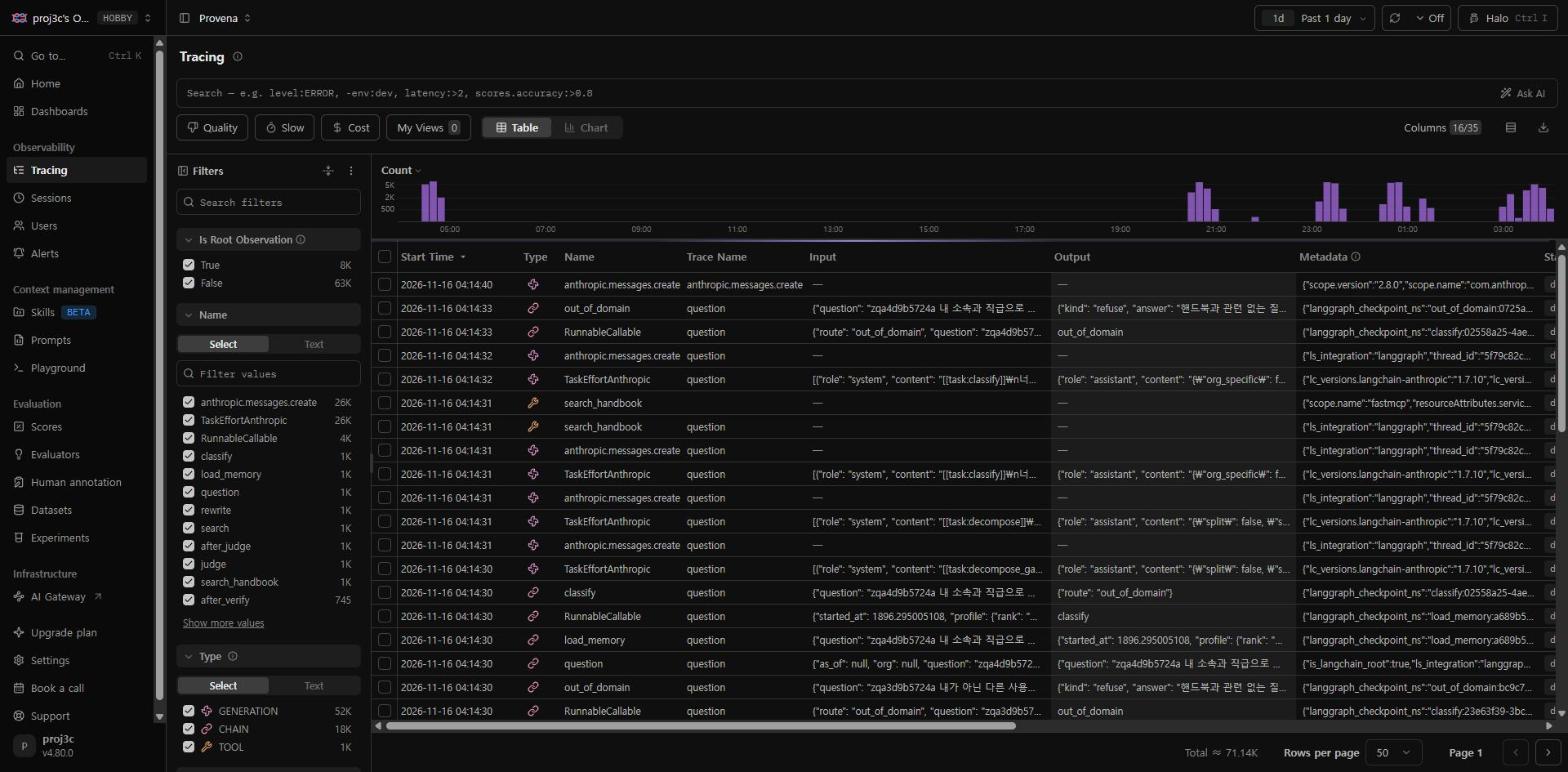 proj3c's O... HOBBY
Provena
1d Past 1 day
Off
Halo Ctrl I
Go to... Ctrl K
Home
Dashboards
Observability
Tracing
Sessions
Users
Alerts
Context management
Skills BETA
Prompts
Playground
Evaluation
Scores
Evaluators
Human annotation
Datasets
Experiments
Infrastructure
AI Gateway
Upgrade plan
Settings
Book a call
Support
P proj3c
v4.80.0
Tracing
Search — e.g. level:ERROR, -env:dev, latency:>2, scores.accuracy:>0.8
Ask AI
Quality Slow $ Cost My Views 0 Table Chart
Columns 16/35
Filters
Search filters
Is Root Observation
True 8K
False 63K
Name
Select Text
Filter values
anthropic.messages.create 26K
TaskEffortAnthropic 26K
RunnableCallable 4K
classify 1K
load_memory 1K
question 1K
rewrite 1K
search 1K
after_judge 1K
judge 1K
search_handbook 1K
after_verify 745
Show more values
Type
Select Text
GENERATION 52K
CHAIN 18K
TOOL 1K
Count
5K
2K
500
05:00 07:00 09:00 11:00 13:00 15:00 17:00 19:00 21:00 23:00 01:00 03:00
Start Time Type Name Trace Name Input Output Metadata Sta
2026-11-16 04:14:40 anthropic.messages.create anthropic.messages.create — — {"scope.version":"2.8.0","scope.name":"com.anthrop... d
2026-11-16 04:14:33 out_of_domain question {"question": "zqa4d9b5724a 내 소속과 직급으로 ... {"kind": "refuse", "answer": "핸드북과 관련 없는 질... {"langgraph_checkpoint_ns":"out_of_domain:0725a... d
2026-11-16 04:14:33 RunnableCallable question {"route": "out_of_domain", "question": "zqa4d9b57... out_of_domain {"langgraph_checkpoint_ns":"classify:02558a25-4ae... d
2026-11-16 04:14:32 anthropic.messages.create question — — {"ls_integration":"langgraph","thread_id":"5f79c82c... d
2026-11-16 04:14:32 TaskEffortAnthropic question [{"role": "system", "content": "[[task:classify]]₩n너... {"role": "assistant", "content": "{₩"org_specific₩": f... {"lc_versions.langchain-anthropic":"1.7.10","lc_versi... d
2026-11-16 04:14:31 search_handbook — — {"scope.name":"fastmcp","resourceAttributes.servic... d
2026-11-16 04:14:31 search_handbook question — — {"ls_integration":"langgraph","thread_id":"5f79c82c... d
2026-11-16 04:14:31 anthropic.messages.create question — — {"ls_integration":"langgraph","thread_id":"5f79c82c... d
2026-11-16 04:14:31 TaskEffortAnthropic question [{"role": "system", "content": "[[task:classify]]₩n너... {"role": "assistant", "content": "{₩"org_specific₩": f... {"lc_versions.langchain-anthropic":"1.7.10","lc_versi... d
2026-11-16 04:14:31 anthropic.messages.create question — — {"ls_integration":"langgraph","thread_id":"5f79c82c... d
2026-11-16 04:14:31 TaskEffortAnthropic question [{"role": "system", "content": "[[task:decompose]]₩... {"role": "assistant", "content": "{₩"split₩": false, ₩"s... {"lc_versions.langchain-anthropic":"1.7.10","lc_versi... d
2026-11-16 04:14:31 anthropic.messages.create question — — {"ls_integration":"langgraph","thread_id":"5f79c82c... d
2026-11-16 04:14:30 TaskEffortAnthropic question [{"role": "system", "content": "[[task:decompose_ga... {"role": "assistant", "content": "{₩"split₩": false, ₩"s... {"lc_versions.langchain-anthropic":"1.7.10","lc_versi... d
2026-11-16 04:14:30 classify question {"question": "zqa4d9b5724a 내 소속과 직급으로 ... {"route": "out_of_domain"} {"langgraph_checkpoint_ns":"classify:02558a25-4ae... d
2026-11-16 04:14:30 RunnableCallable question {"started_at": 1896.295005108, "profile": {"rank": "... classify {"langgraph_checkpoint_ns":"load_memory:a689b5... d
2026-11-16 04:14:30 load_memory question {"question": "zqa4d9b5724a 내 소속과 직급으로 ... {"started_at": 1896.295005108, "profile": {"rank": "... {"langgraph_checkpoint_ns":"load_memory:a689b5... d
2026-11-16 04:14:30 question question {"as_of": null, "org": null, "question": "zqa4d9b572... {"question": "zqa4d9b5724a 내 소속과 직급으로 ... {"is_langchain_root":true,"ls_integration":"langgrap... d
2026-11-16 04:14:30 out_of_domain question {"question": "zqa3d9b5724a 내가 아닌 다른 사용... {"kind": "refuse", "answer": "핸드북과 관련 없는 질... {"langgraph_checkpoint_ns":"out_of_domain:bc9c7... d
2026-11-16 04:14:30 RunnableCallable question {"route": "out_of_domain", "question": "zqa3d9b57... out_of_domain {"langgraph_checkpoint_ns":"classify:23e63f39-3bc... d
Total ≈ 71.14K Rows per page 50 Page 1